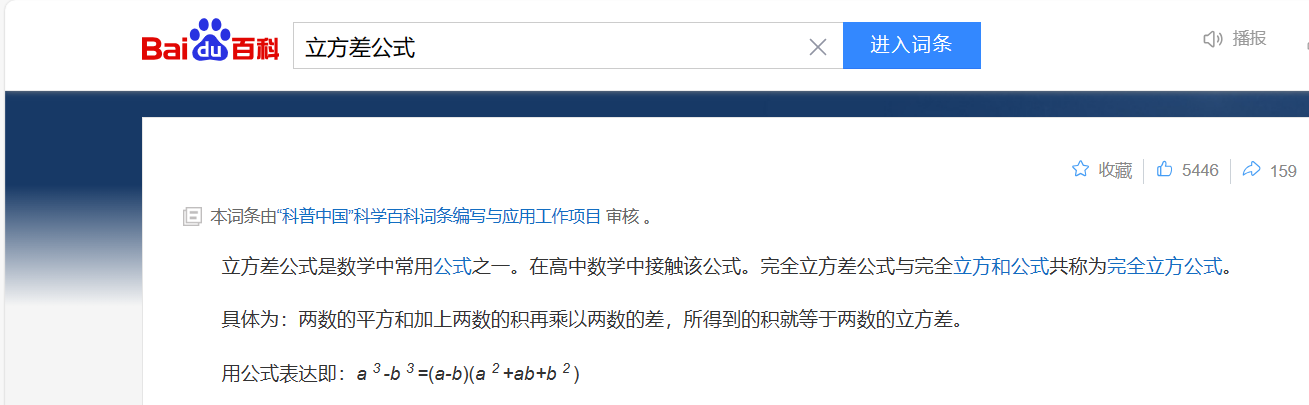 Bai du 百科 立方差公式 进入词条 播报
收藏 5446 159
本词条由“科普中国”科学百科词条编写与应用工作项目 审核 。
立方差公式是数学中常用公式之一。在高中数学中接触该公式。完全立方差公式与完全立方和公式共称为完全立方公式。
具体为：两数的平方和加上两数的积再乘以两数的差，所得到的积就等于两数的立方差。
用公式表达即：a ³ -b ³ =(a-b)(a ² +ab+b ² )